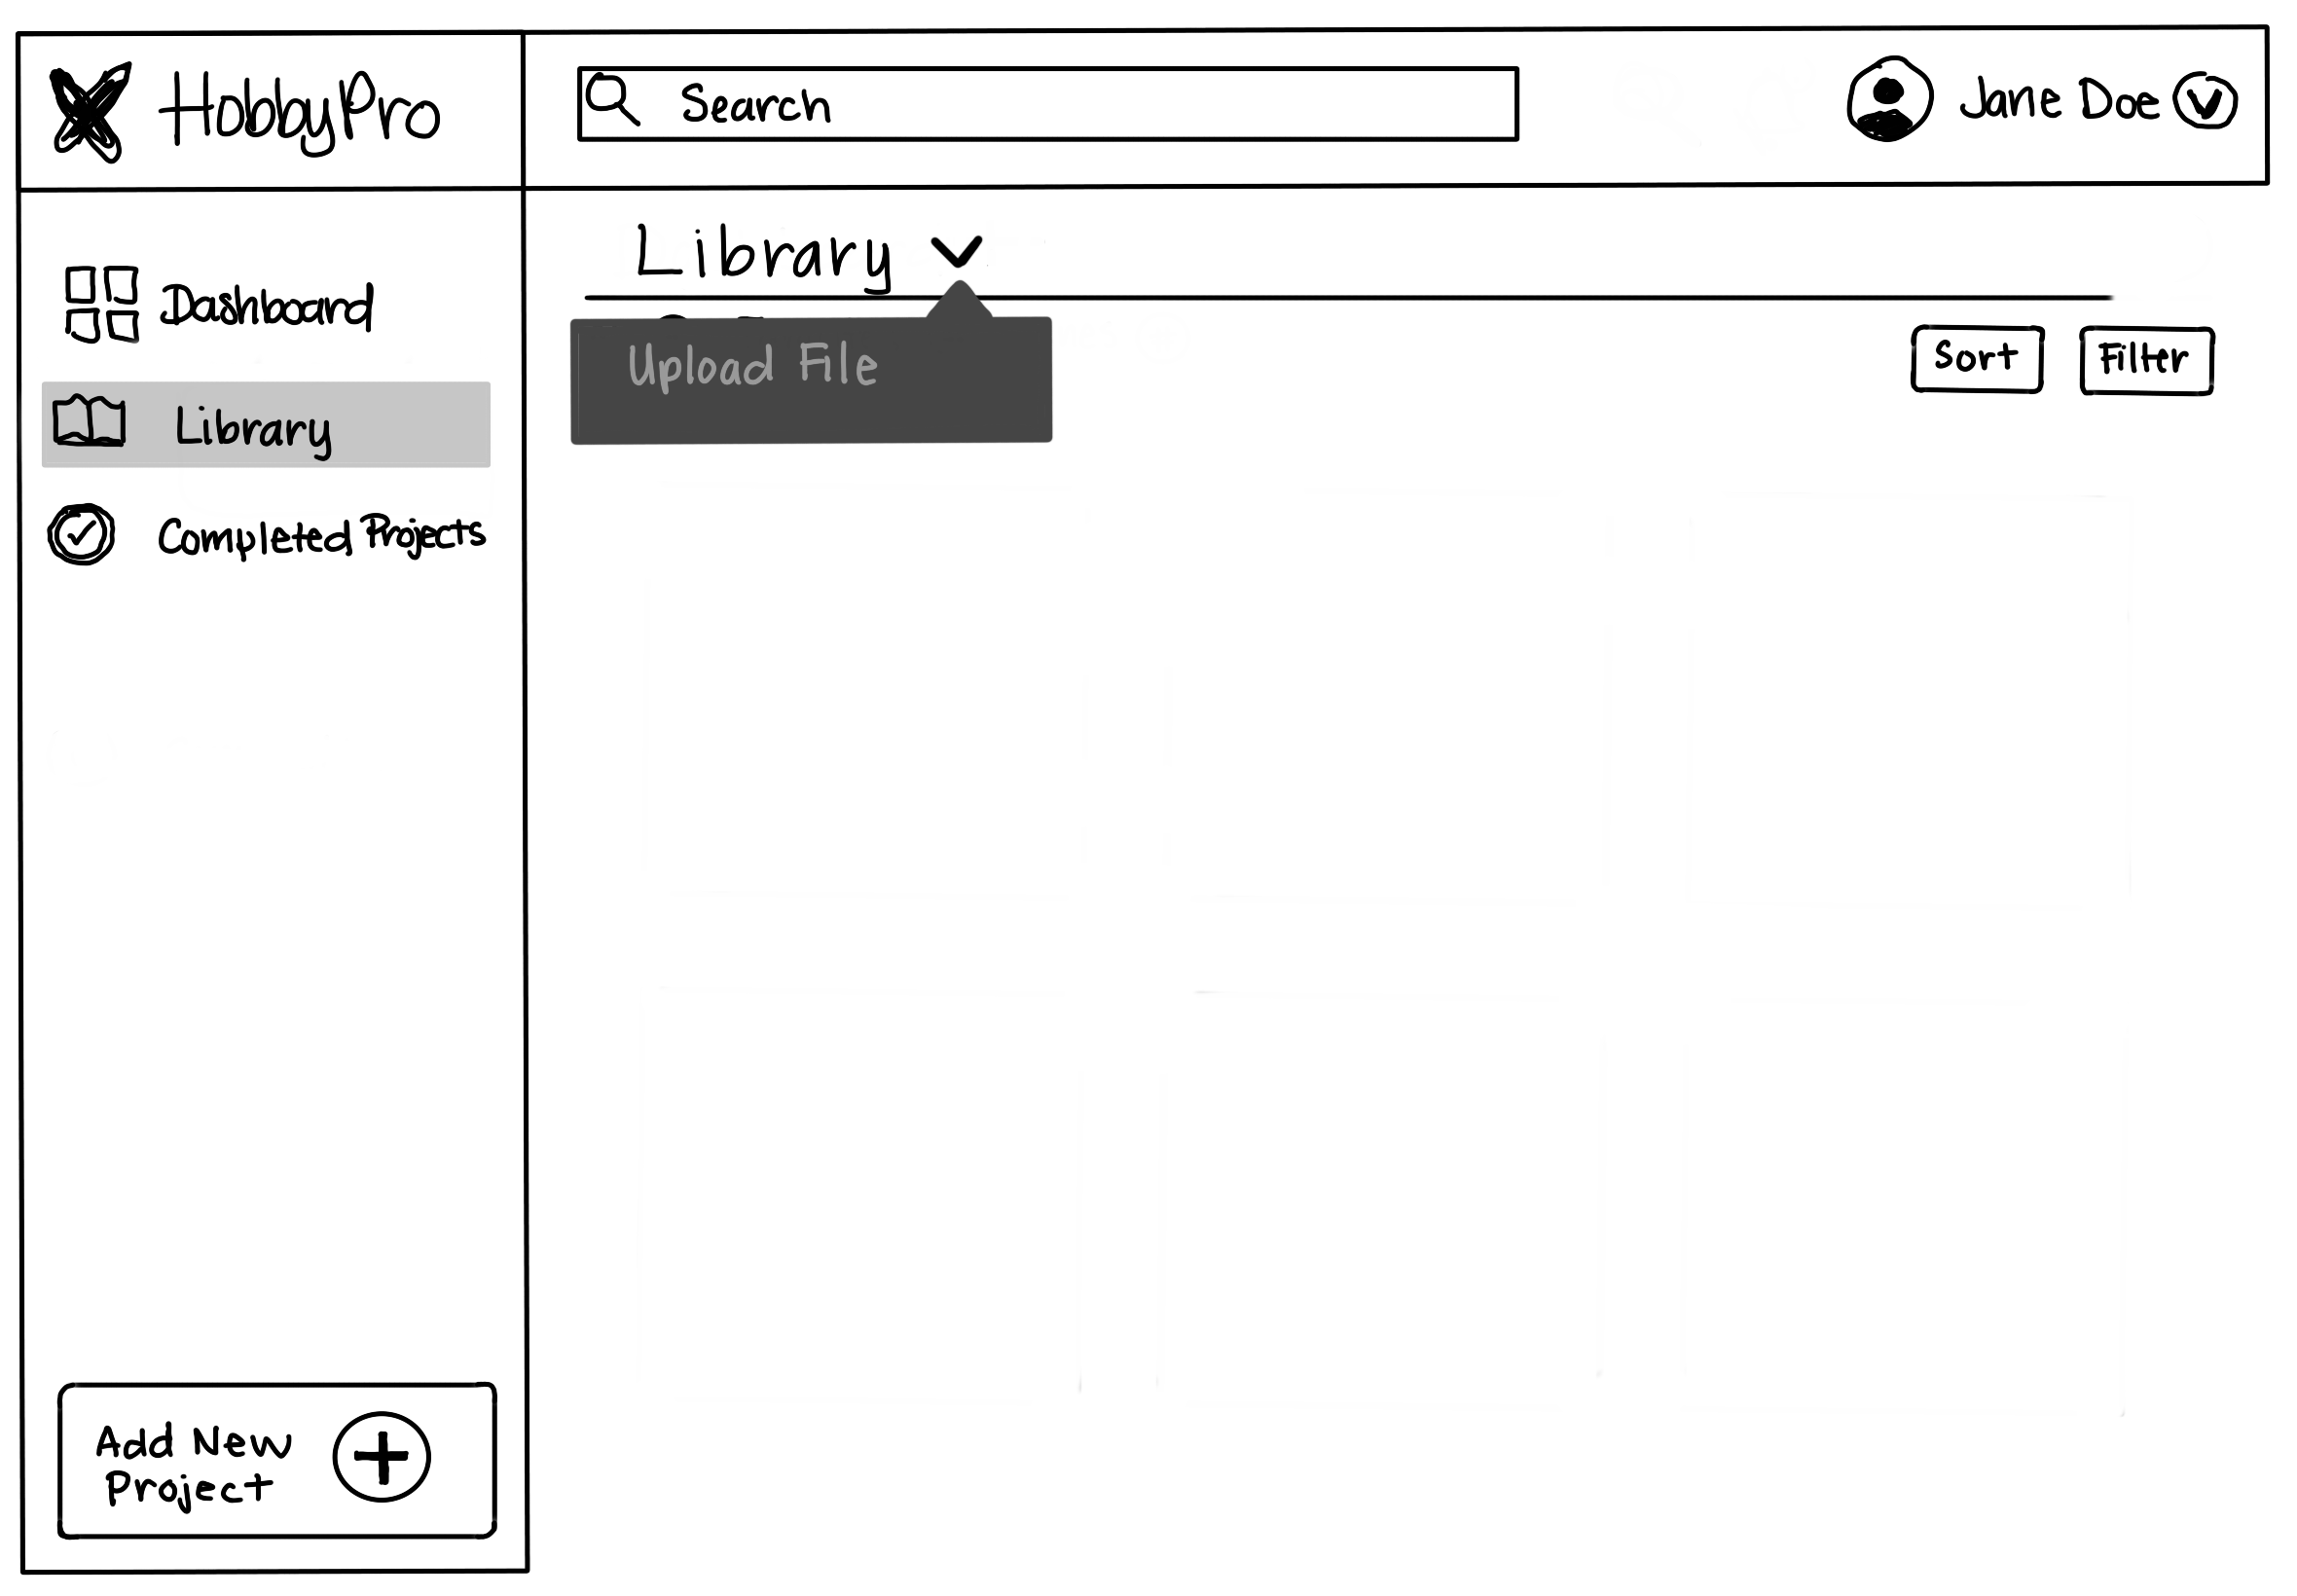 HobbyPro
Search
Jane Doe
Library
Dashboard
Upload File
Sort
Filter
Library
Completed Projects
Add New
Project